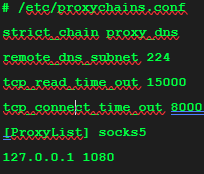 # /etc/proxychains.conf
strict_chain proxy_dns
remote_dns_subnet 224
tcp_read_time_out 15000
tcp_connect_time_out 8000
[ProxyList] socks5
127.0.0.1 1080